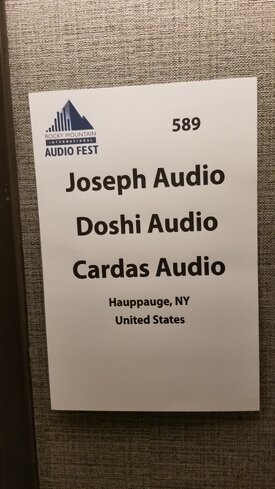 589
ROCKY MOUNTAIN
INTERNATIONAL
AUDIO FEST
Joseph Audio
Doshi Audio
Cardas Audio
Hauppauge, NY
United States